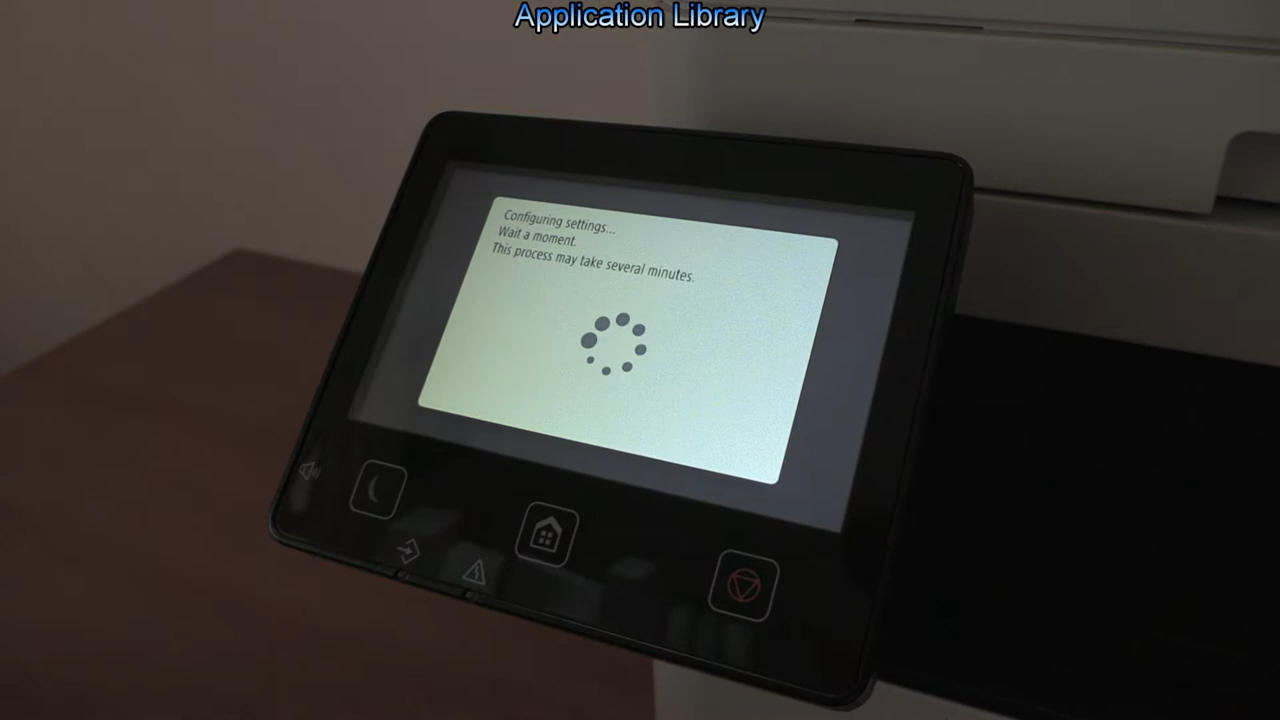 Application Library
Configuring settings...
Wait a moment.
This process may take several minutes.